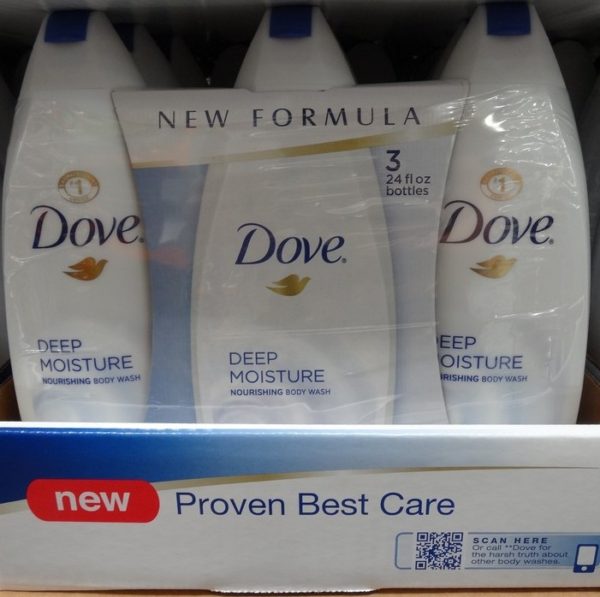 NEW FORMULA
3
24 fl oz
bottles
#1
Dove.
DEEP
MOISTURE
NOURISHING BODY WASH
Dove.
DEEP
MOISTURE
NOURISHING BODY WASH
#1
Dove.
EEP
OISTURE
RISHING BODY WASH
new Proven Best Care
SCAN HERE
Or call **Dove for
the harsh truth about
other body washes.